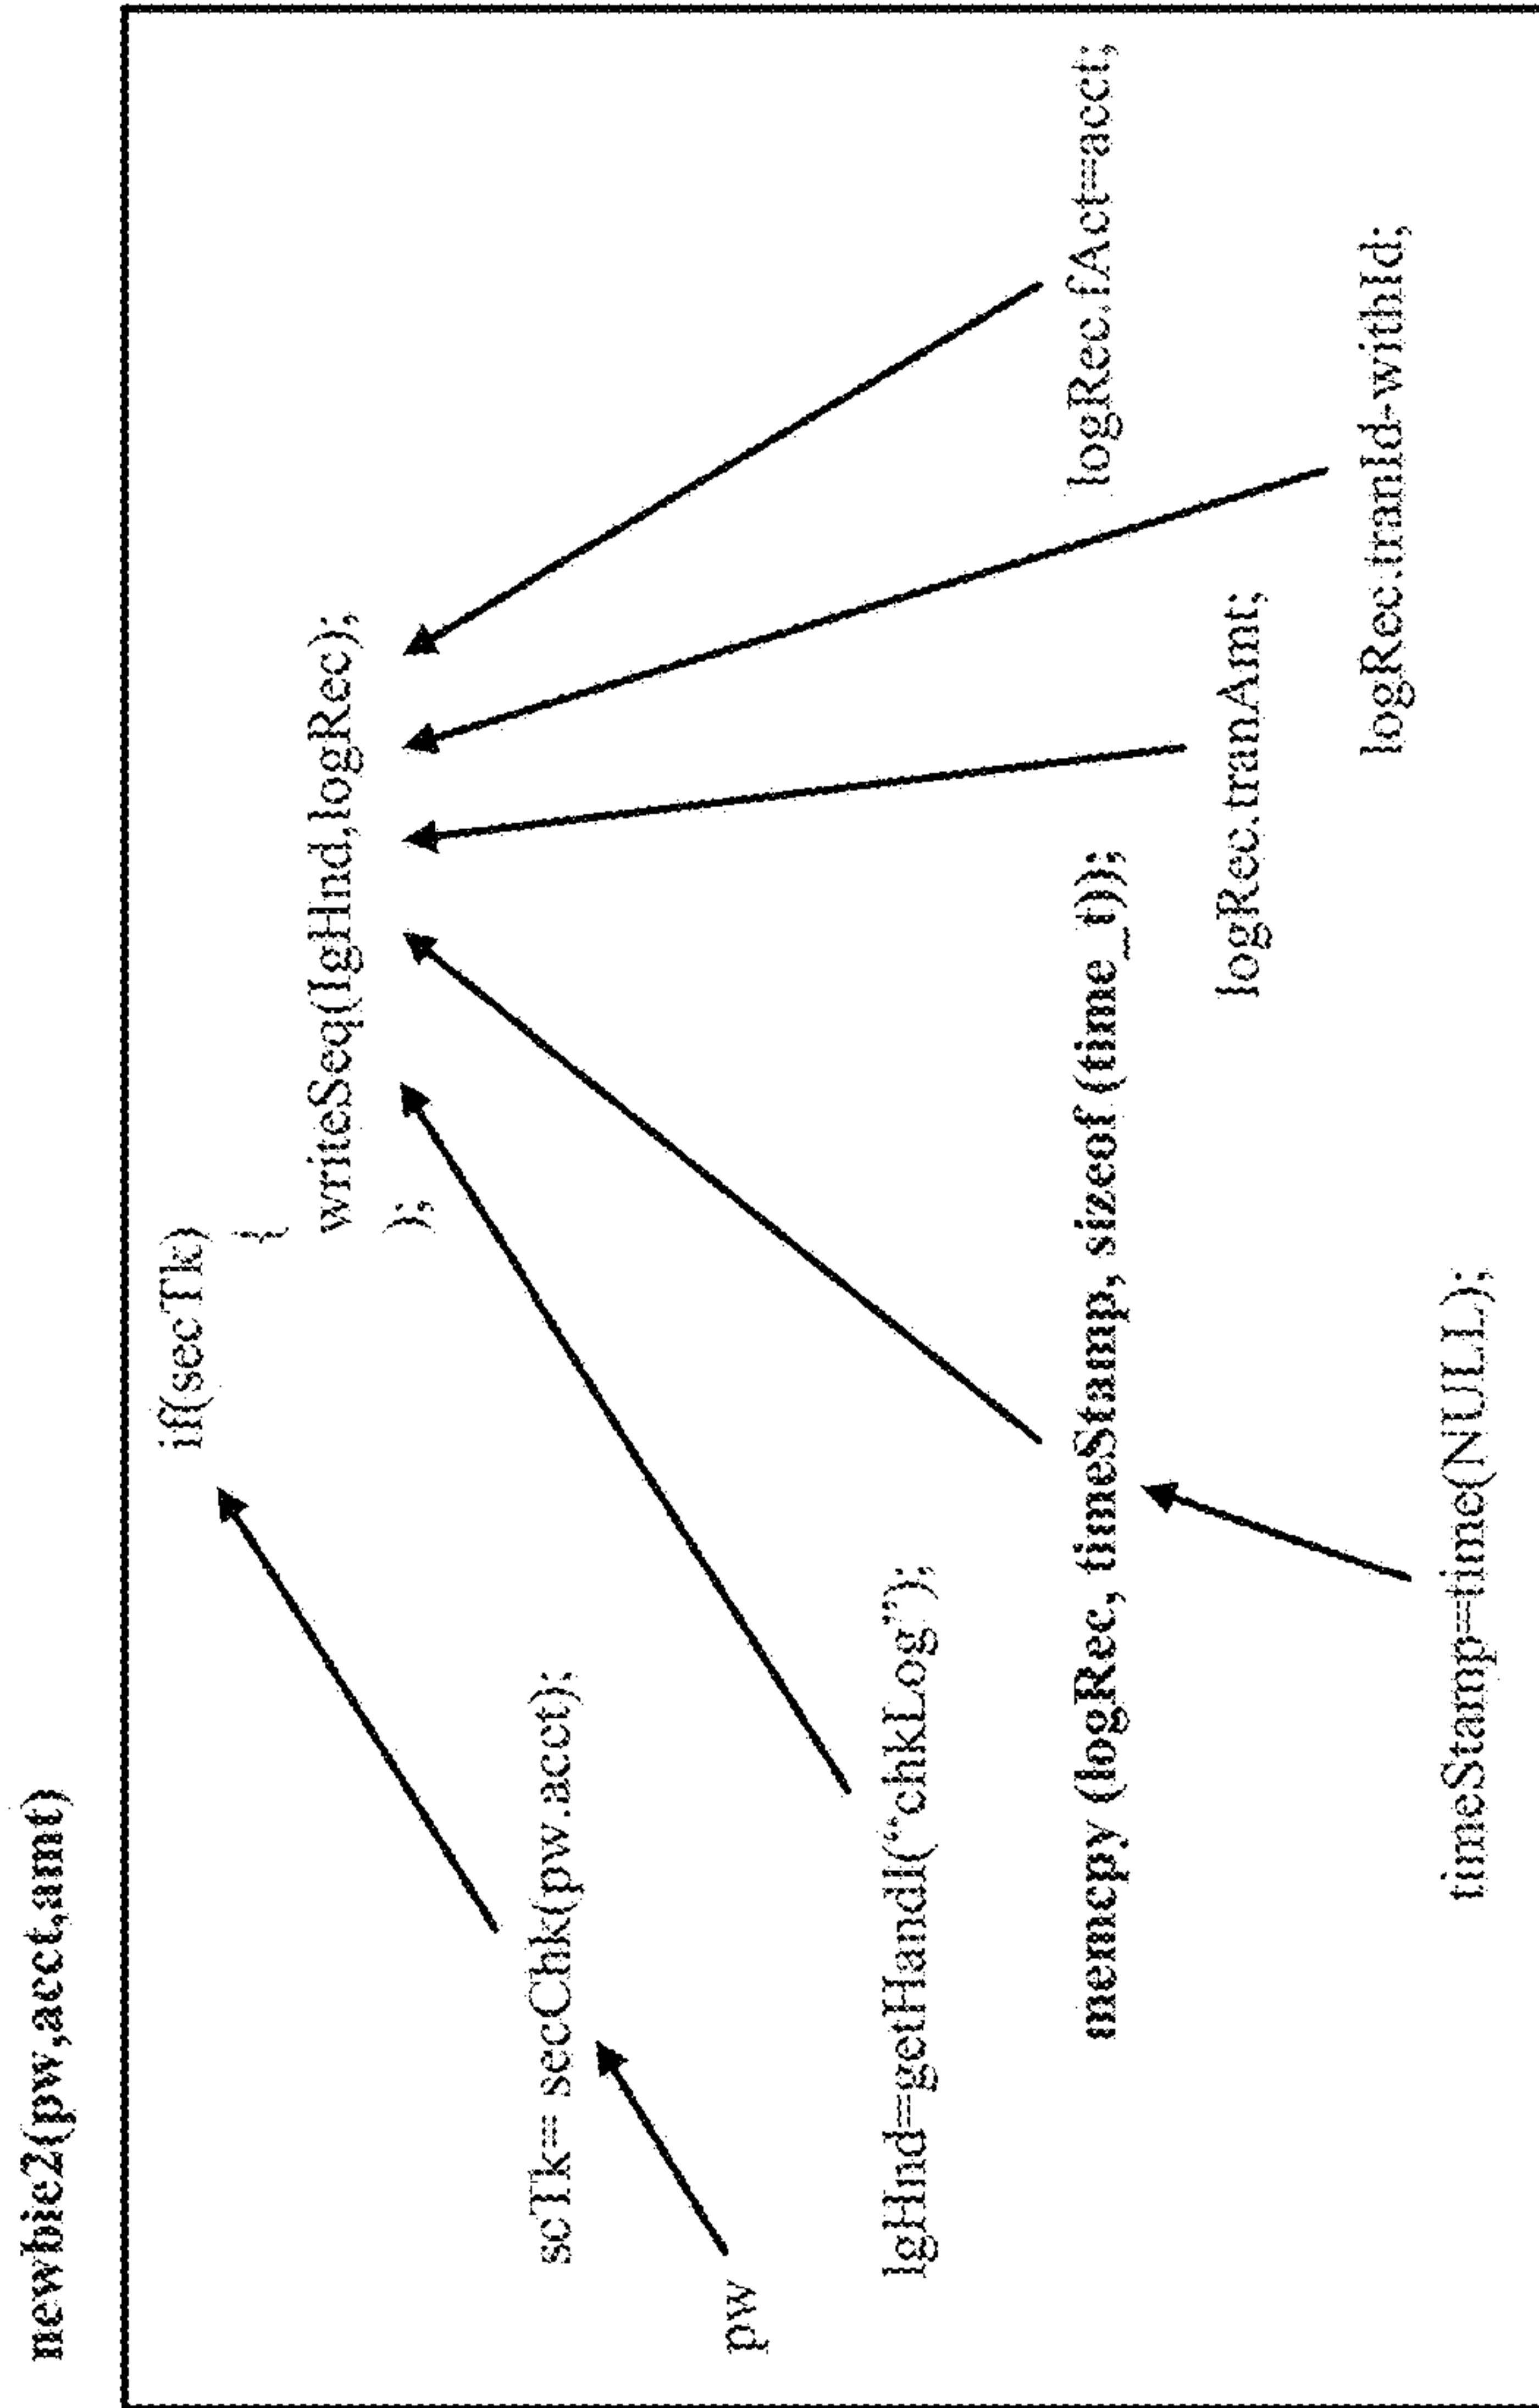 newbie2(pw,acct,amt)
if(secTk)
{
writeSeq(lgHnd,logRec);
);
scTk= secChk(pw.acct);
pw
lgHnd=getHandl(“chkLog”);
memcpy (logRec, timeStamp, sizeof (time_t));
logRec.fAct=acct;
logRec.tranAmt;
logRec.tranId-withId;
timeStamp=time(NULL);